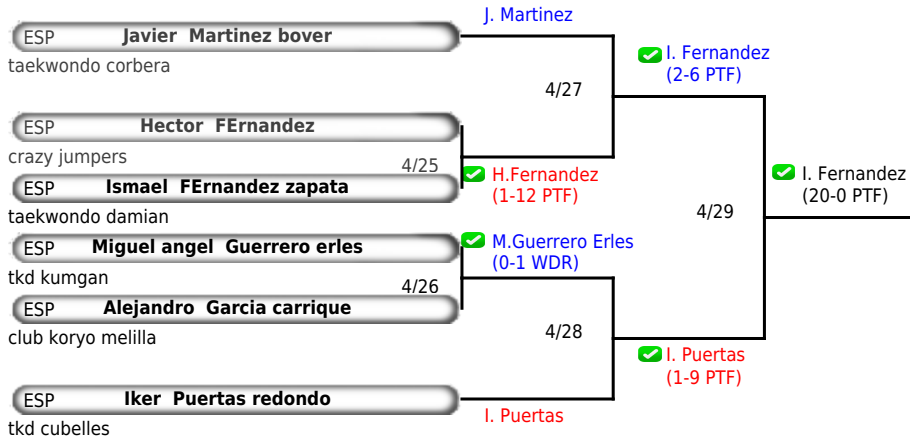 J. Martinez
ESP Javier Martinez bover
taekwondo corbera
I. Fernandez
(2-6 PTF)
4/27
ESP Hector FErnandez
crazy jumpers
4/25
H.Fernandez
(1-12 PTF)
ESP Ismael FErnandez zapata
taekwondo damian
I. Fernandez
(20-0 PTF)
4/29
ESP Miguel angel Guerrero erles
tkd kumgan
M.Guerrero Erles
(0-1 WDR)
4/26
ESP Alejandro Garcia carrique
club koryo melilla
4/28
I. Puertas
(1-9 PTF)
ESP Iker Puertas redondo
tkd cubelles
I. Puertas